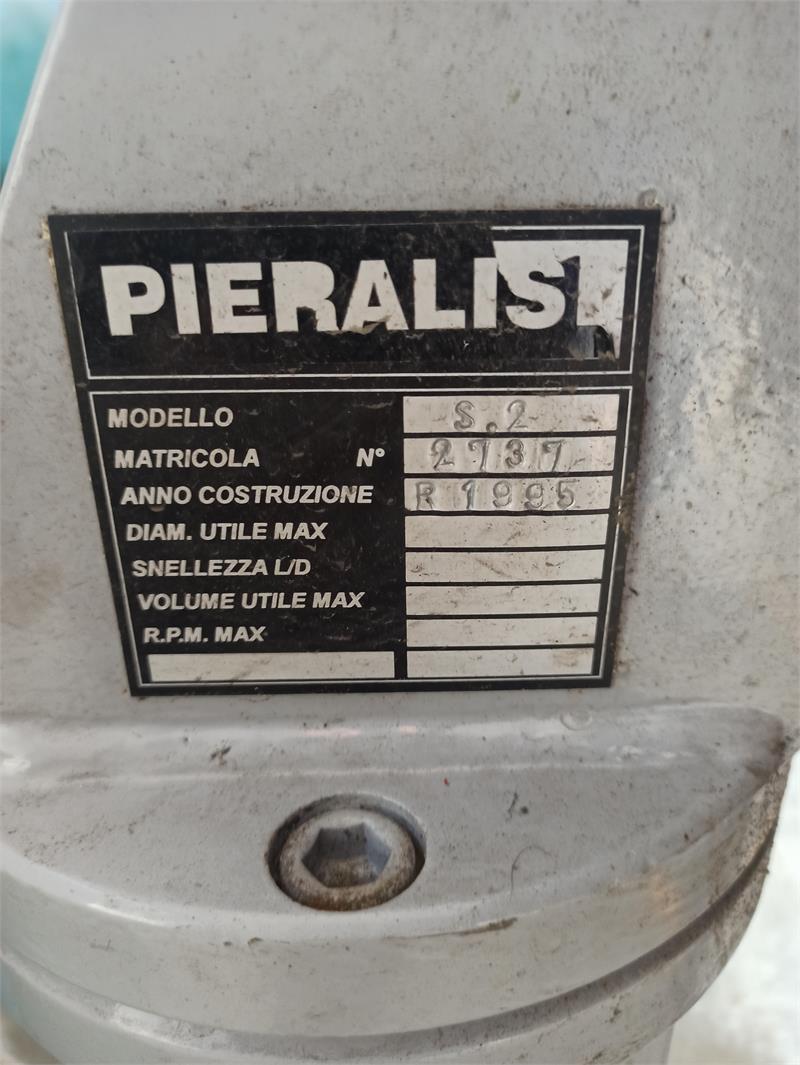 PIERALISI
MODELLO S.2
MATRICOLA N° 2737
ANNO COSTRUZIONE R 1995
DIAM. UTILE MAX
SNELLEZZA L/D
VOLUME UTILE MAX
R.P.M. MAX